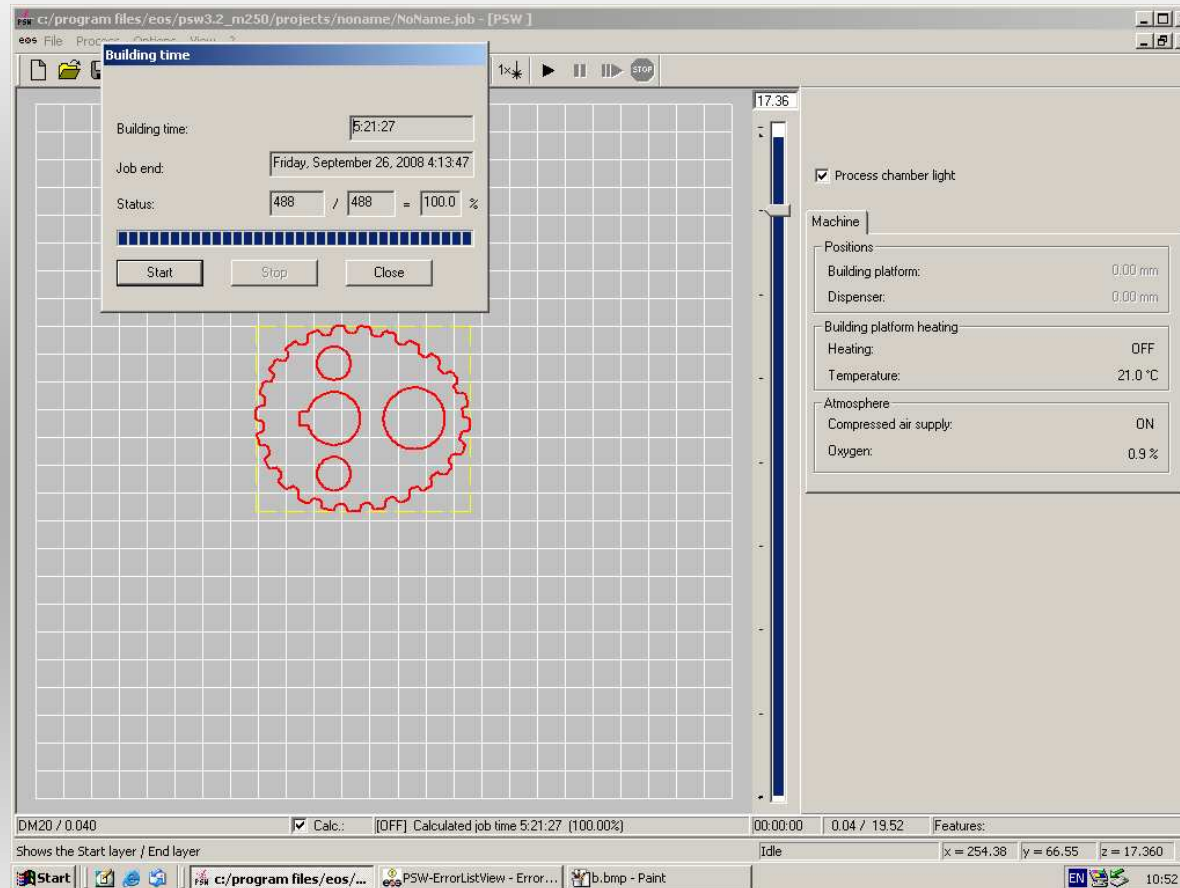 PSW c:/program files/eos/psw3.2_m250/projects/noname/NoName.job - [PSW ]
eos File Process Options View ?
Building time
1x
STOP
Building time: 5:21:27
Job end: Friday, September 26, 2008 4:13:47
Status: 488 / 488 = 100.0 %
Start Stop Close
17.36
Process chamber light
Machine
Positions
Building platform: 0.00 mm
Dispenser: 0.00 mm
Building platform heating
Heating: OFF
Temperature: 21.0 °C
Atmosphere
Compressed air supply: ON
Oxygen: 0.9 %
DM20 / 0.040 Calc.: [OFF] Calculated job time 5:21:27 (100.00%) 00:00:00 0.04 / 19.52 Features:
Shows the Start layer / End layer Idle x = 254.38 y = 66.55 z = 17.360
Start c:/program files/eos/... PSW-ErrorListView - Error... b.bmp - Paint EN 10:52